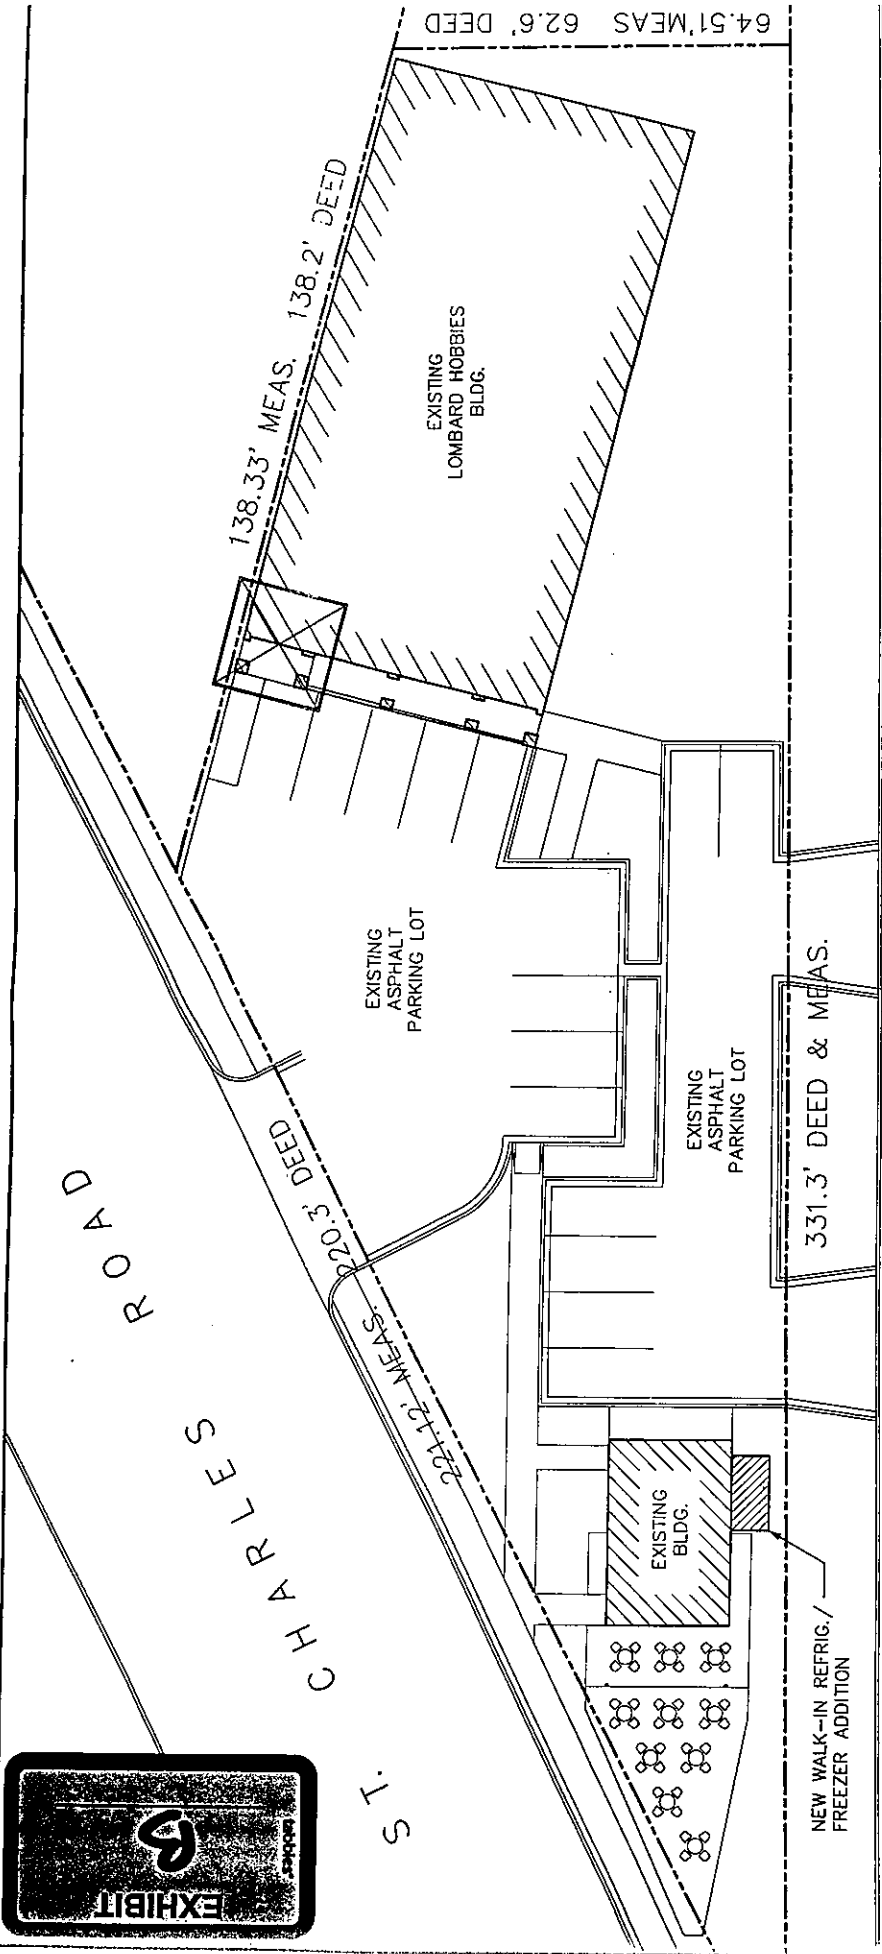 64.51' MEAS 62.6' DEED
138.33' MEAS. 138.2' DEED
EXISTING
LOMBARD HOBBIES
BLDG.
EXISTING
ASPHALT
PARKING LOT
EXISTING
ASPHALT
PARKING LOT
331.3' DEED & MEAS.
221.12' MEAS. 220.3' DEED
ST. CHARLES ROAD
EXISTING
BLDG.
NEW WALK-IN REFRIG./
FREEZER ADDITION
EXHIBIT
B
tabbies